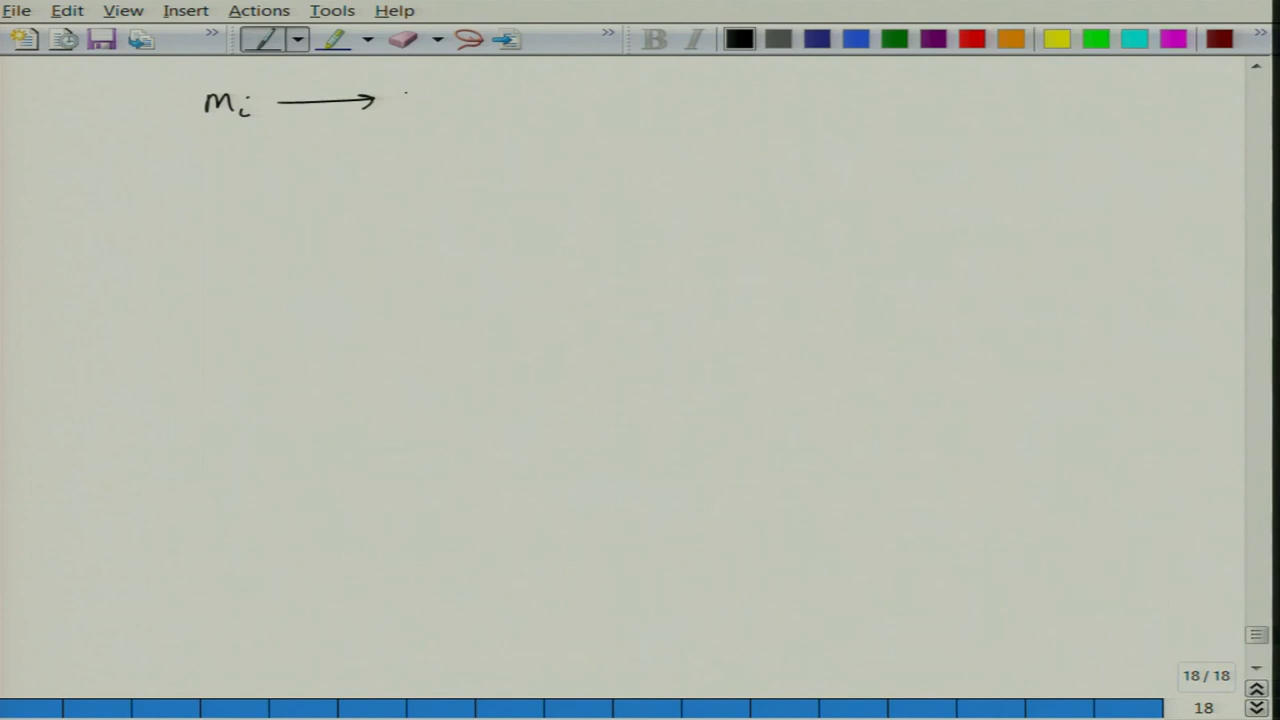 File Edit View Insert Actions Tools Help
» » B I »
mᵢ ⟶
18 / 18
18